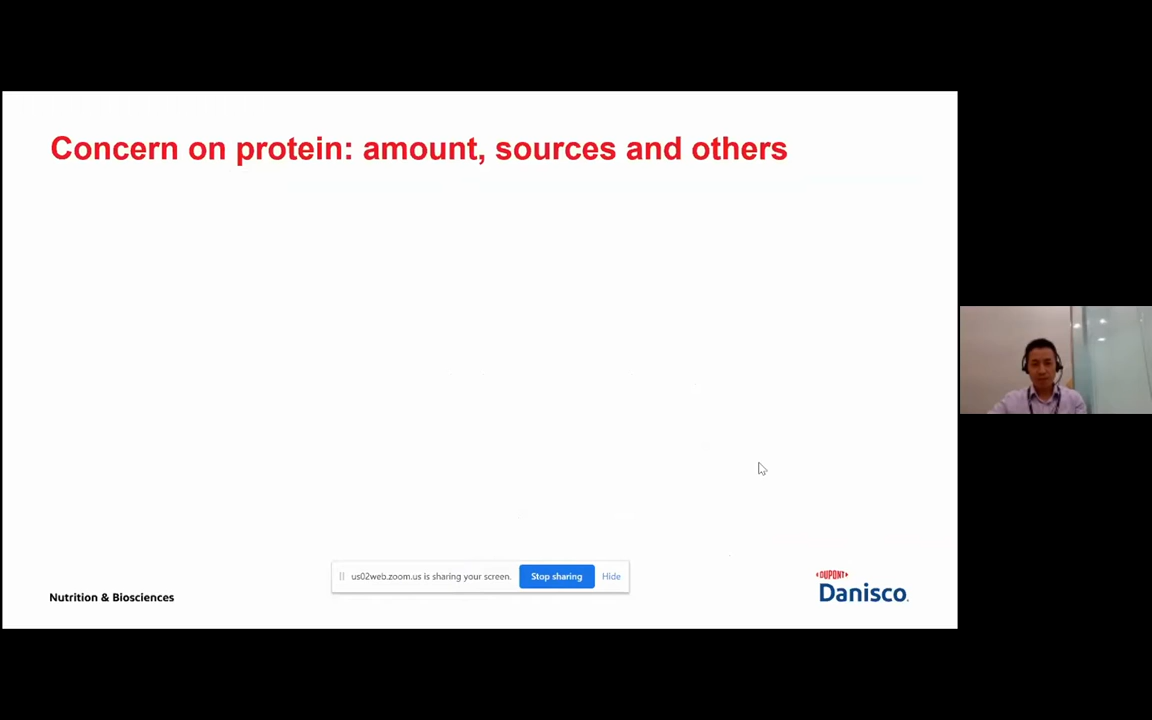 Concern on protein: amount, sources and others
us02web.zoom.us is sharing your screen.
Stop sharing
Hide
Nutrition & Biosciences
DUPONT
Danisco.